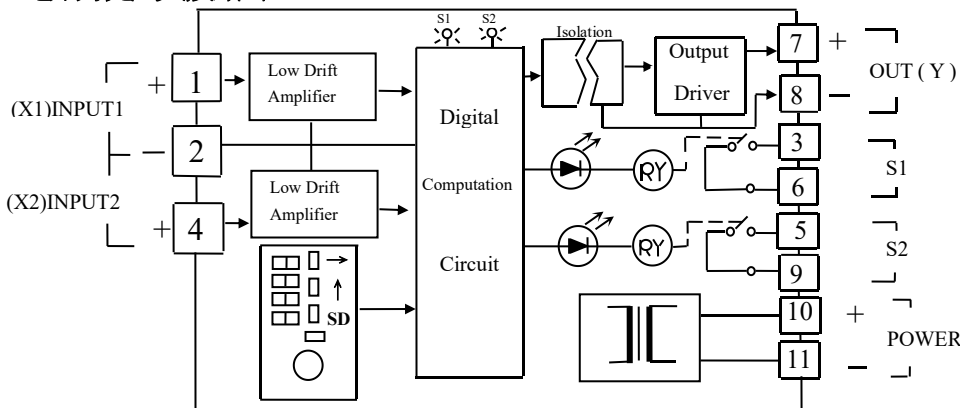 S1
S2
Isolation
Output
Driver
7
+
OUT ( Y )
8
−
+
1
Low Drift
Amplifier
(X1)INPUT1
−
2
Digital
Computation
Circuit
3
RY
6
S1
(X2)INPUT2
+
4
Low Drift
Amplifier
5
RY
9
S2
SD
10
+
POWER
11
−